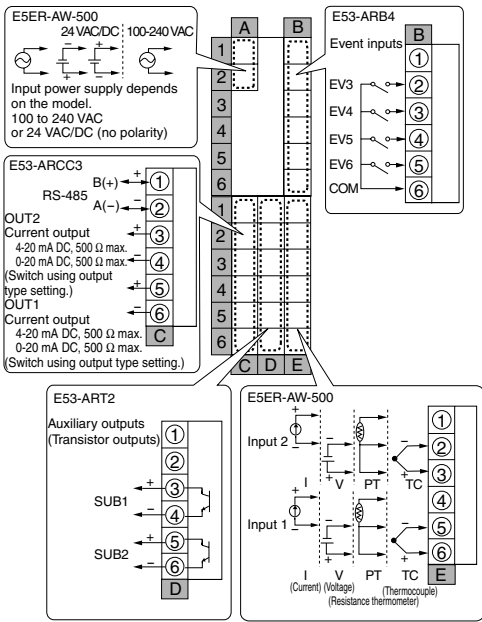 E5ER-AW-500
24 VAC/DC 100-240 VAC
Input power supply depends
on the model.
100 to 240 VAC
or 24 VAC/DC (no polarity)
A
B
1
2
3
4
5
6
1
2
3
4
5
6
C D E
E53-ARB4
Event inputs
B
1
EV3 2
EV4 3
EV5 4
EV6 5
COM 6
E53-ARCC3
RS-485
B(+) + 1
A(−) − 2
OUT2
Current output
4-20 mA DC, 500 Ω max.
0-20 mA DC, 500 Ω max.
(Switch using output
type setting.)
+ 3
− 4
OUT1
Current output
4-20 mA DC, 500 Ω max.
0-20 mA DC, 500 Ω max.
(Switch using output type setting.)
+ 5
− 6
C
E53-ART2
Auxiliary outputs
(Transistor outputs)
1
2
SUB1
+ 3
− 4
SUB2
+ 5
− 6
D
E5ER-AW-500
Input 2
I V PT TC
Input 1
I V PT TC
(Current) (Voltage)
(Resistance thermometer)
(Thermocouple)
1
2
3
4
5
6
E